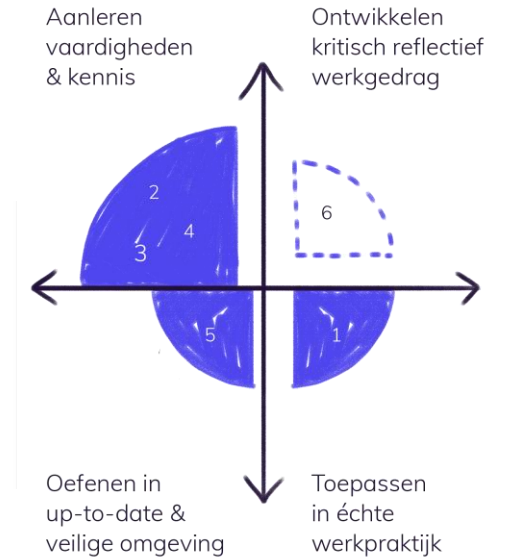 Aanleren
vaardigheden
& kennis
Ontwikkelen
kritisch reflectief
werkgedrag
2
4
3
6
5
1
Oefenen in
up-to-date &
veilige omgeving
Toepassen
in échte
werkpraktijk